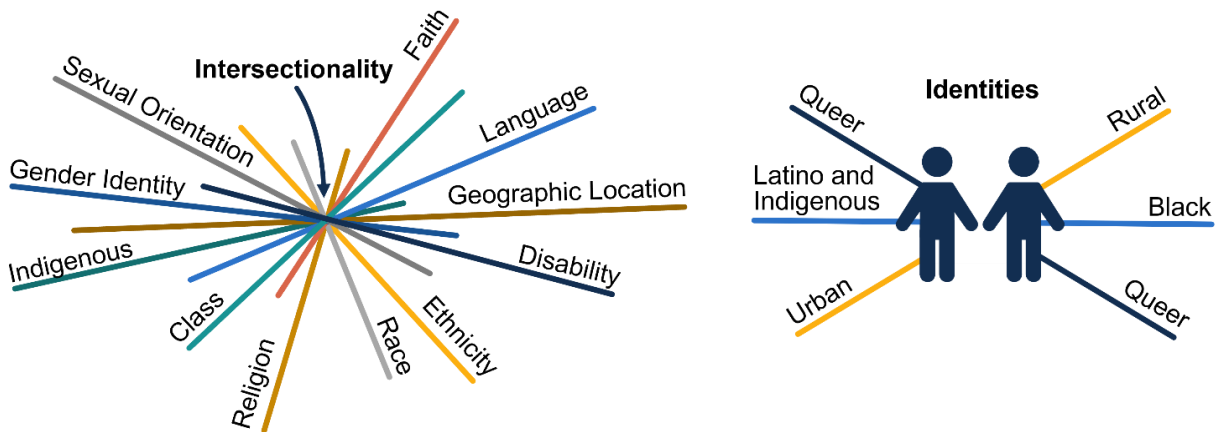 Intersectionality
Faith
Sexual Orientation
Language
Gender Identity
Geographic Location
Indigenous
Disability
Class
Ethnicity
Race
Religion
Identities
Queer
Rural
Latino and
Indigenous
Black
Urban
Queer